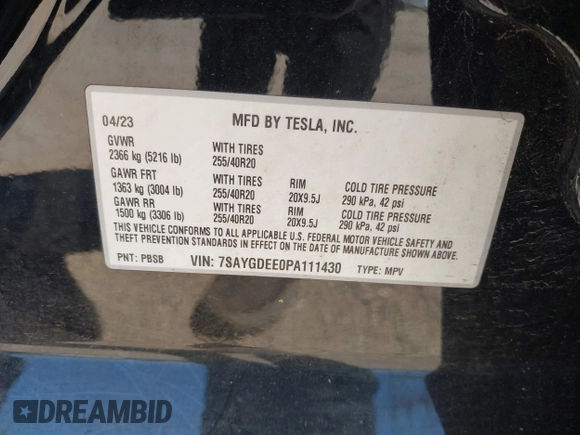 04/23 MFD BY TESLA, INC.
GVWR WITH TIRES
2366 kg (5216 lb) 255/40R20
GAWR FRT WITH TIRES RIM COLD TIRE PRESSURE
1363 kg (3004 lb) 255/40R20 20X9.5J 290 kPa, 42 psi
GAWR RR WITH TIRES RIM COLD TIRE PRESSURE
1500 kg (3306 lb) 255/40R20 20X9.5J 290 kPa, 42 psi
THIS VEHICLE CONFORMS TO ALL APPLICABLE U.S. FEDERAL MOTOR VEHICLE SAFETY AND
THEFT PREVENTION STANDARDS IN EFFECT ON THE DATE OF MANUFACTURE SHOWN ABOVE.
PNT: PBSB VIN: 7SAYGDEE0PA111430 TYPE: MPV
DREAMBID